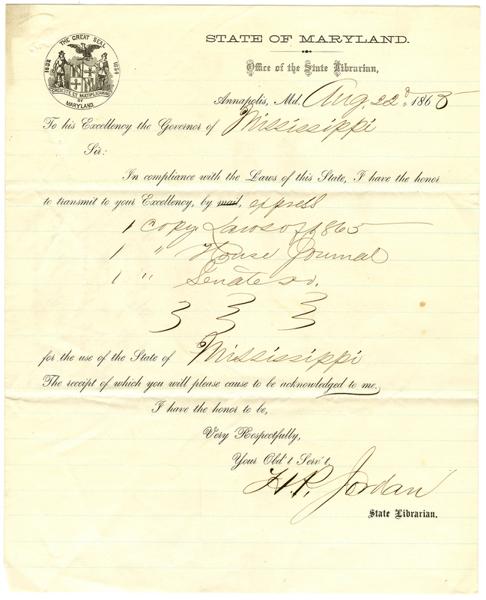 THE GREAT SEAL
1632 1854
CRESCITE ET MULTIPLICAMINI
OF
MARYLAND.
STATE OF MARYLAND.
Office of the State Librarian,
Annapolis, Md. Aug 22d. 1865
To his Excellency the Governor of Mississippi
Sir:
In compliance with the Laws of this State, I have the honor
to transmit to your Excellency, by mail, express
1 copy Laws of 1865
1 " House Journal
1 " Senate do.
for the use of the State of Mississippi
The receipt of which you will please cause to be acknowledged to me.
I have the honor to be,
Very Respectfully,
Your Obd't Serv't
H. P. Jordan
State Librarian.